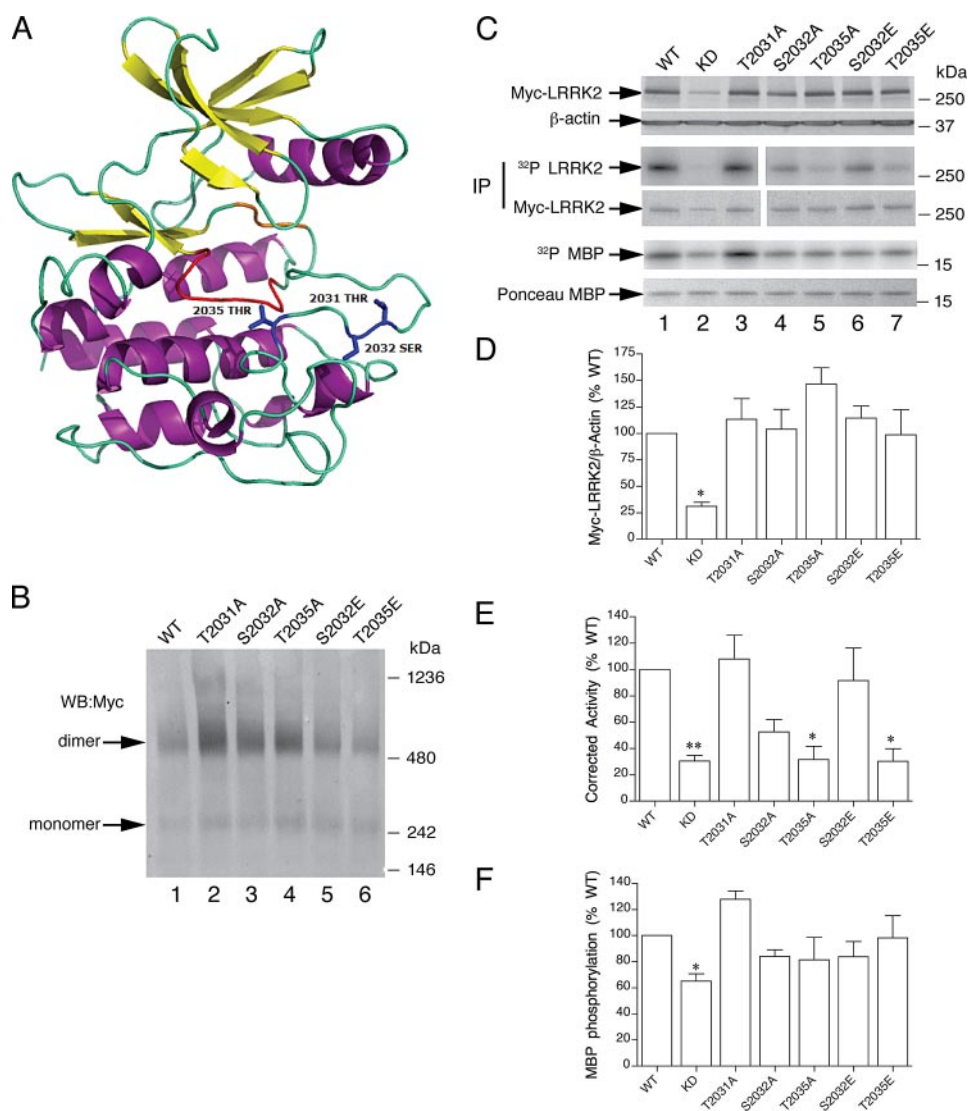 A
2035 THR
2031 THR
2032 SER
B
WT T2031A S2032A T2035A S2032E T2035E
kDa
1236
WB:Myc
dimer
480
monomer
242
146
1 2 3 4 5 6
C
WT KD T2031A S2032A T2035A S2032E T2035E
kDa
Myc-LRRK2
250
β-actin
37
IP
32P LRRK2
250
Myc-LRRK2
250
32P MBP
15
Ponceau MBP
15
1 2 3 4 5 6 7
D
Myc-LRRK2/β-Actin (% WT)
175
150
125
100
75
50
25
0
*
WT KD T2031A S2032A T2035A S2032E T2035E
E
Corrected Activity (% WT)
140
120
100
80
60
40
20
0
** * *
WT KD T2031A S2032A T2035A S2032E T2035E
F
MBP phosphorylation (% WT)
140
120
100
80
60
40
20
0
*
WT KD T2031A S2032A T2035A S2032E T2035E